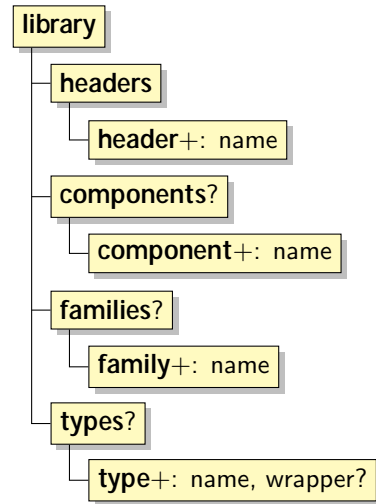 library
headers
header+: name
components?
component+: name
families?
family+: name
types?
type+: name, wrapper?